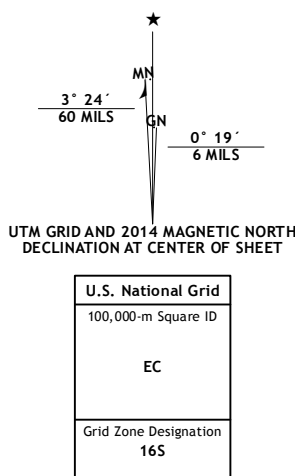 ★
MN
3° 24´
60 MILS
GN
0° 19´
6 MILS
UTM GRID AND 2014 MAGNETIC NORTH
DECLINATION AT CENTER OF SHEET
U.S. National Grid
100,000-m Square ID
EC
Grid Zone Designation
16S